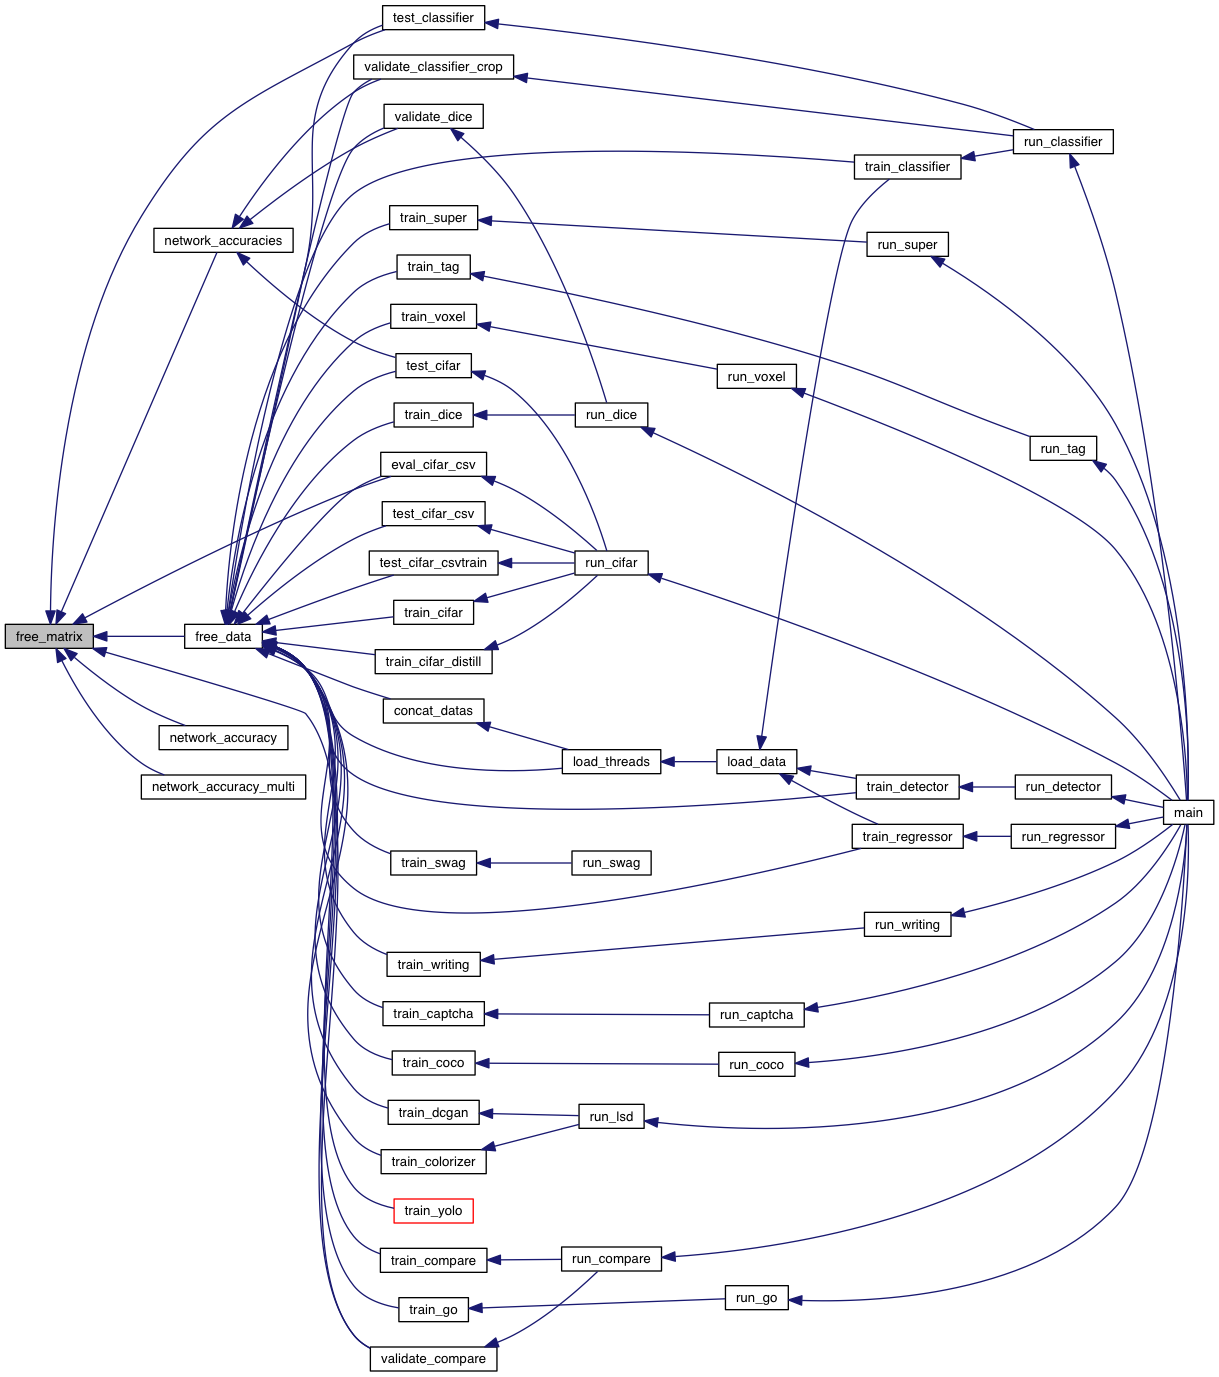 test_classifier
validate_classifier_crop
validate_dice
run_classifier
train_classifier
train_super
network_accuracies
run_super
train_tag
train_voxel
test_cifar
run_voxel
train_dice
run_dice
run_tag
eval_cifar_csv
test_cifar_csv
test_cifar_csvtrain
run_cifar
train_cifar
free_matrix
free_data
train_cifar_distill
concat_datas
network_accuracy
load_threads
load_data
network_accuracy_multi
train_detector
run_detector
main
train_regressor
run_regressor
train_swag
run_swag
run_writing
train_writing
train_captcha
run_captcha
train_coco
run_coco
train_dcgan
run_lsd
train_colorizer
train_yolo
train_compare
run_compare
train_go
run_go
validate_compare